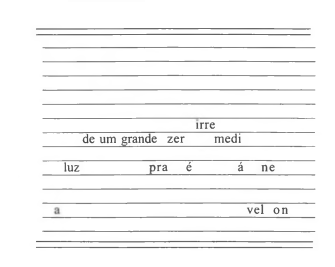 irre
de um grande zer medi
luz pra é á ne
a vel on